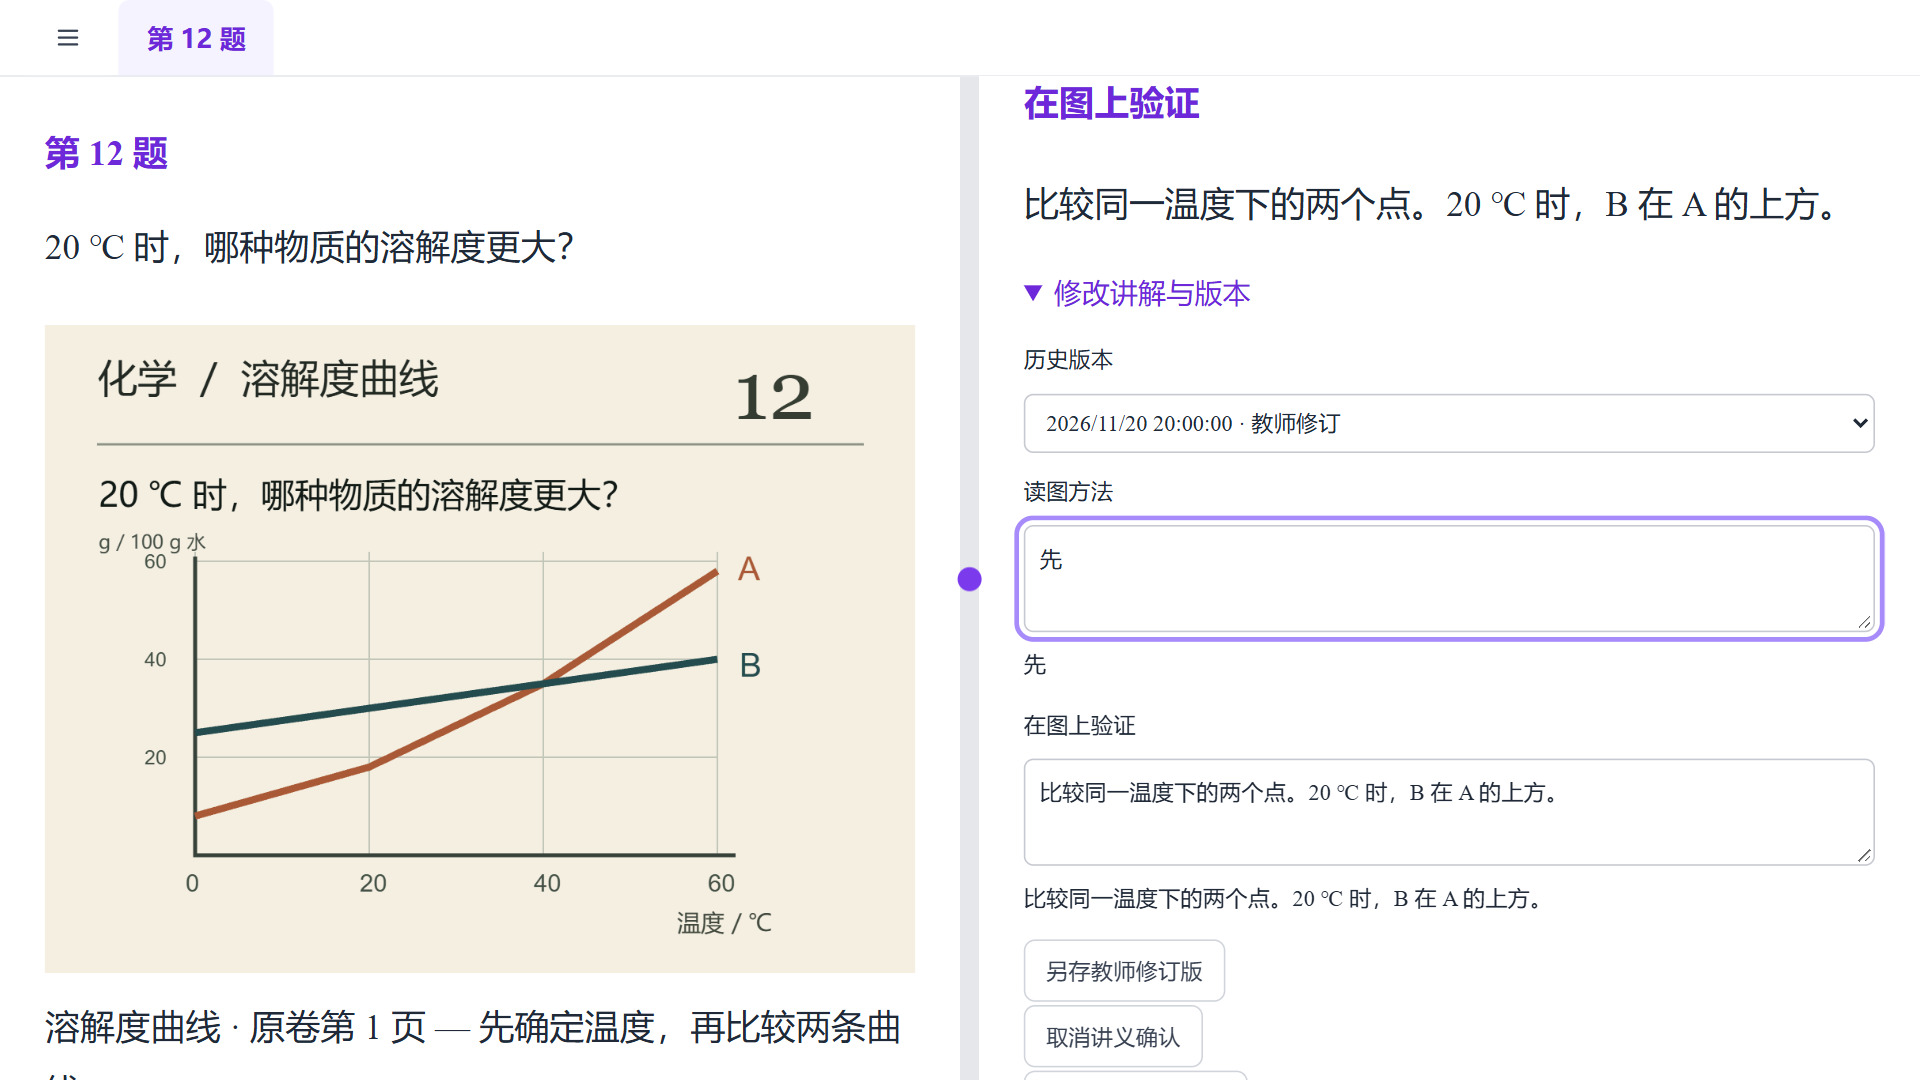 第 12 题
第 12 题
20 ℃ 时，哪种物质的溶解度更大？
化学 / 溶解度曲线
12
20 ℃ 时，哪种物质的溶解度更大？
g / 100 g 水
60
40
20
A
B
0
20
40
60
温度 / ℃
溶解度曲线 · 原卷第 1 页 — 先确定温度，再比较两条曲
在图上验证
比较同一温度下的两个点。20 ℃ 时，B 在 A 的上方。
▼ 修改讲解与版本
历史版本
2026/11/20 20:00:00 · 教师修订
读图方法
先
先
在图上验证
比较同一温度下的两个点。20 ℃ 时，B 在 A 的上方。
比较同一温度下的两个点。20 ℃ 时，B 在 A 的上方。
另存教师修订版
取消讲义确认